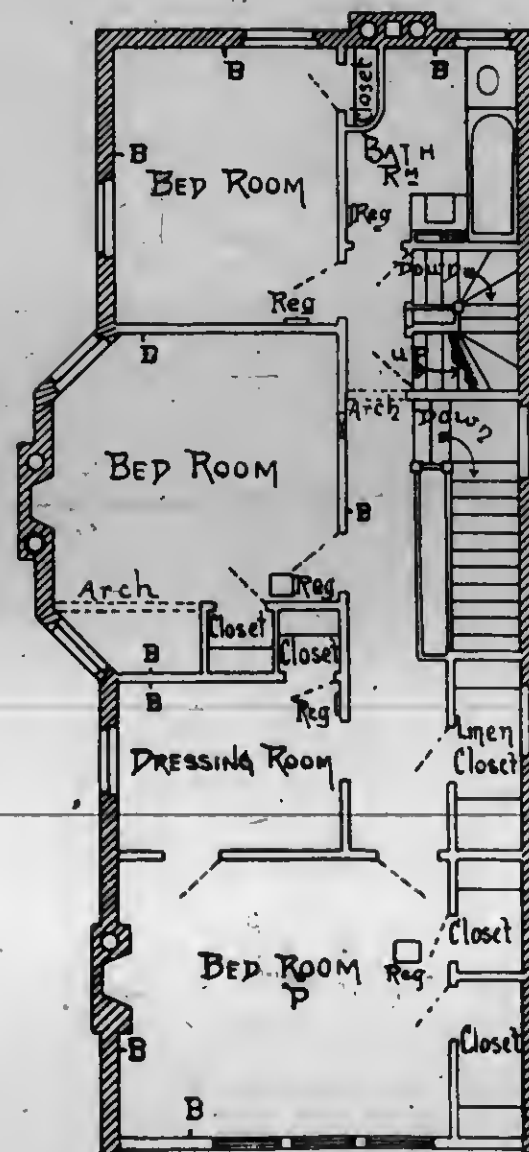 B
B
Closet
B
BATH
RM
BED ROOM
Reg
Down
Reg
D
UP
Arch
Down
BED ROOM
B
Reg
Arch
Closet
Closet
B
B
Reg
Linen
Closet
DRESSING ROOM
Closet
BED ROOM
P
Reg
Closet
B
B